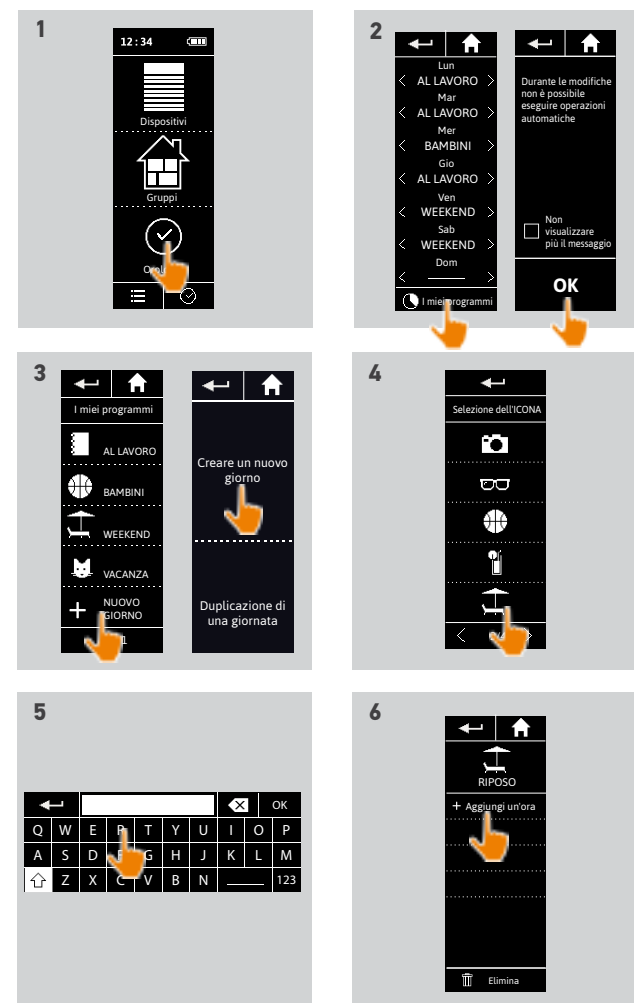 1
12:34
Dispositivi
Gruppi
2
Lun
< AL LAVORO >
Mar
< AL LAVORO >
Mer
< BAMBINI >
Gio
< AL LAVORO >
Ven
< WEEKEND >
Sab
< WEEKEND >
Dom
< ____ >
I miei programmi
Durante le modifiche
non è possibile
eseguire operazioni
automatiche
Non
visualizzare
più il messaggio
OK
3
I miei programmi
AL LAVORO
BAMBINI
WEEKEND
VACANZA
+ NUOVO
GIORNO
1
Creare un nuovo
giorno
Duplicazione di
una giornata
4
Selezione dell'ICONA
< >
5
OK
Q W E R T Y U I O P
A S D F G H J K L M
Z X C V B N ____ 123
6
RIPOSO
+ Aggiungi un'ora
Elimina